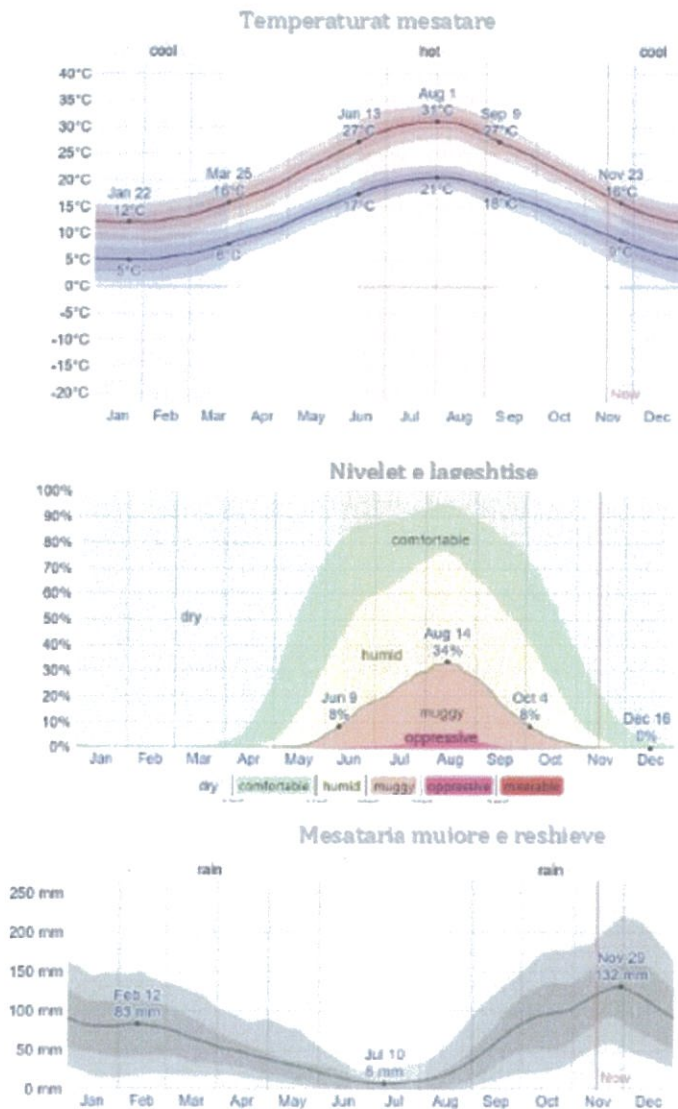 Temperaturat mesatare
cool hot cool
40°C
35°C
30°C
25°C
20°C
15°C
10°C
5°C
0°C
-5°C
-10°C
-15°C
-20°C
Jan 22
12°C
Mar 25
16°C
Jun 13
27°C
Aug 1
31°C
Sep 9
27°C
Nov 23
16°C
5°C
8°C
17°C
21°C
18°C
9°C
Now
Jan Feb Mar Apr May Jun Jul Aug Sep Oct Nov Dec
Nivelet e lageshtise
100%
90%
80%
70%
60%
50%
40%
30%
20%
10%
0%
comfortable
dry
humid
Aug 14
34%
Jun 9
8%
muggy
Oct 4
8%
oppressive
Dec 16
0%
Jan Feb Mar Apr May Jun Jul Aug Sep Oct Nov Dec
dry comfortable humid muggy oppressive miserable
Mesataria mujore e reshieve
rain rain
250 mm
200 mm
150 mm
100 mm
50 mm
0 mm
Feb 12
83 mm
Jul 10
Nov 29
132 mm
Now
Jan Feb Mar Apr May Jun Jul Aug Sep Oct Nov Dec